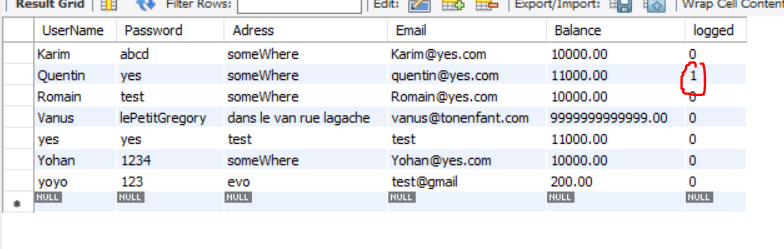 Result Grid Filter Rows: Edit: Export/Import: Wrap Cell Content
UserName Password Adress Email Balance logged
Karim abcd someWhere Karim@yes.com 10000.00 0
Quentin yes someWhere quentin@yes.com 11000.00 1
Romain test someWhere Romain@yes.com 10000.00 0
Vanus lePetitGregory dans le van rue lagache vanus@tonenfant.com 9999999999999.00 0
yes yes test test 11000.00 0
Yohan 1234 someWhere Yohan@yes.com 10000.00 0
yoyo 123 evo test@gmail 200.00 0
NULL NULL NULL NULL NULL NULL